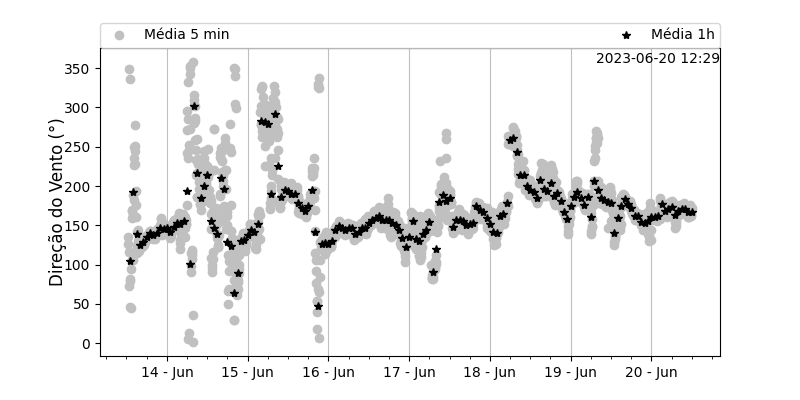 Média 5 min
Média 1h
2023-06-20 12:29
Direção do Vento (°)
350
300
250
200
150
100
50
0
14 - Jun
15 - Jun
16 - Jun
17 - Jun
18 - Jun
19 - Jun
20 - Jun